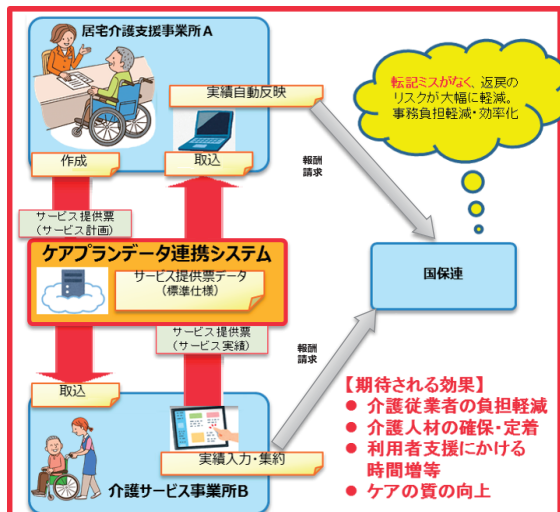 居宅介護支援事業所A
実績自動反映
作成
取込
転記ミスがなく、返戻の
リスクが大幅に軽減。
事務負担軽減・効率化
報酬
請求
サービス提供票
(サービス計画)
ケアプランデータ連携システム
サービス提供票データ
(標準仕様)
国保連
サービス提供票
(サービス実績)
報酬
請求
取込
実績入力・集約
介護サービス事業所B
【期待される効果】
● 介護従業者の負担軽減
● 介護人材の確保・定着
● 利用者支援にかける
時間増等
● ケアの質の向上